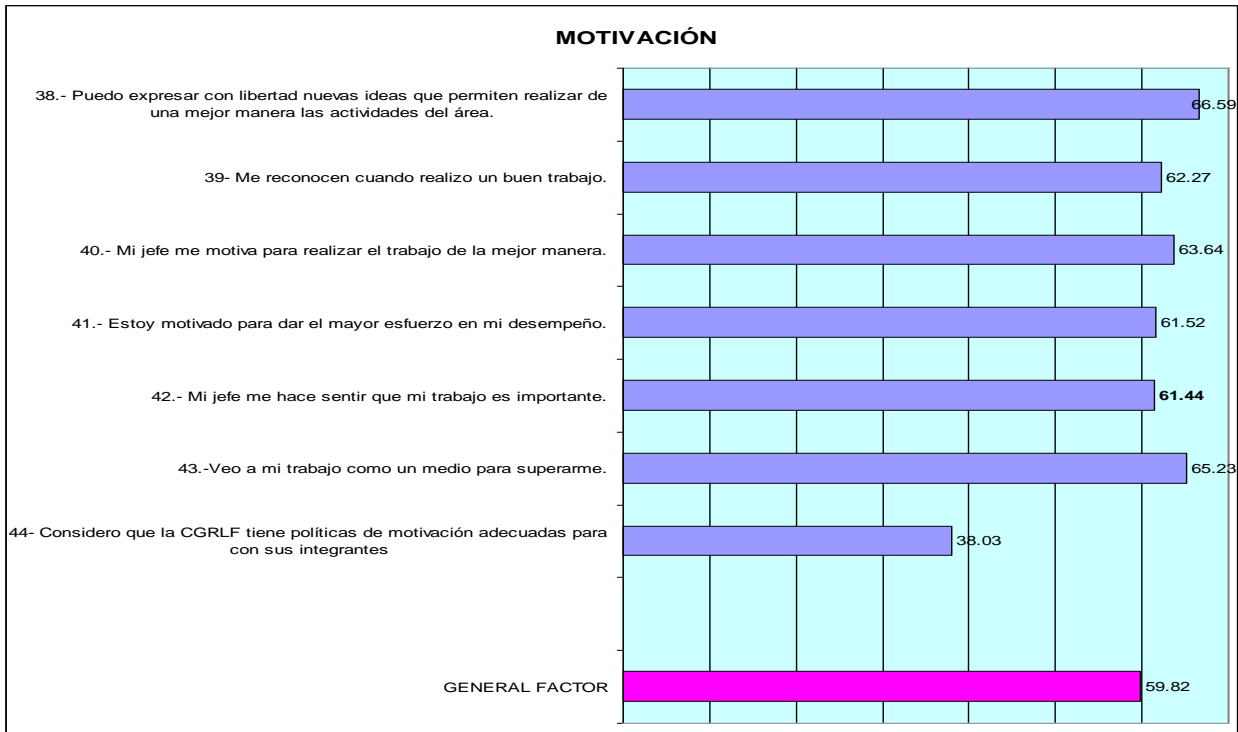 MOTIVACIÓN
38.- Puedo expresar con libertad nuevas ideas que permiten realizar de
una mejor manera las actividades del área.
66.59
39- Me reconocen cuando realizo un buen trabajo.
62.27
40.- Mi jefe me motiva para realizar el trabajo de la mejor manera.
63.64
41.- Estoy motivado para dar el mayor esfuerzo en mi desempeño.
61.52
42.- Mi jefe me hace sentir que mi trabajo es importante.
61.44
43.-Veo a mi trabajo como un medio para superarme.
65.23
44- Considero que la CGRLF tiene políticas de motivación adecuadas para
con sus integrantes
38.03
GENERAL FACTOR
59.82